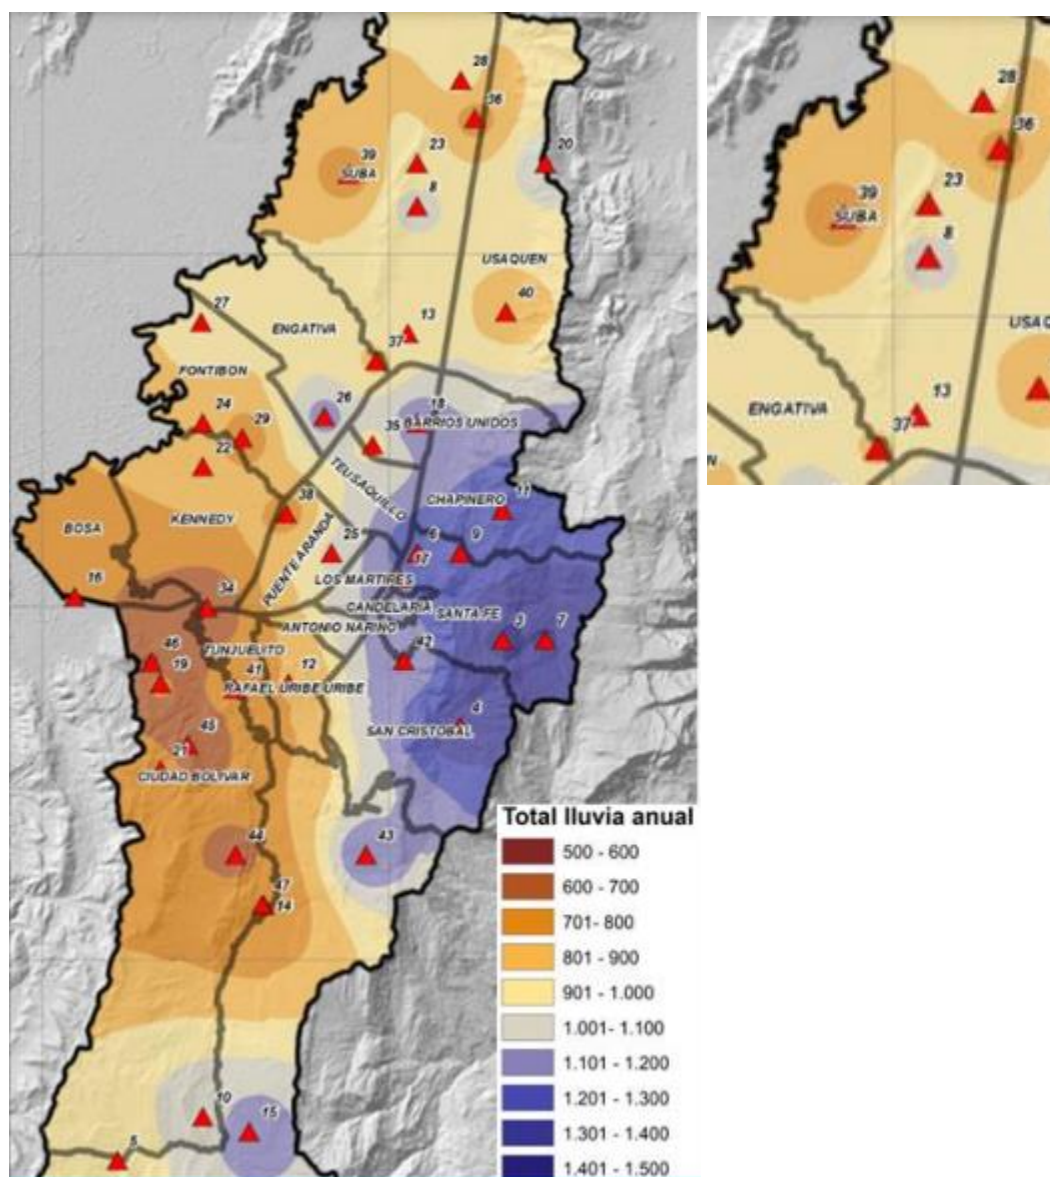 28
36
39
23
20
SUBA
8
USAQUEN
40
27
13
ENGATIVA
37
FONTIBON
26
18
24
BARRIOS UNIDOS
29
35
22
TEUSAQUILLO
CHAPINERO
11
38
KENNEDY
BOSA
PUENTE ARANDA
25
6
9
17
LOS MARTIRES
16
34
CANDELARIA
SANTA FE
3
7
ANTONIO NARIÑO
TUNJUELITO
42
46
19
41
12
RAFAEL URIBE URIBE
4
SAN CRISTOBAL
45
21
CIUDAD BOLIVAR
44
43
47
14
10
15
5
Total lluvia anual
500 - 600
600 - 700
701- 800
801 - 900
901 - 1.000
1.001- 1.100
1.101 - 1.200
1.201 - 1.300
1.301 - 1.400
1.401 - 1.500
28
36
23
39
SUBA
8
USAQ
13
ENGATIVA
37
N